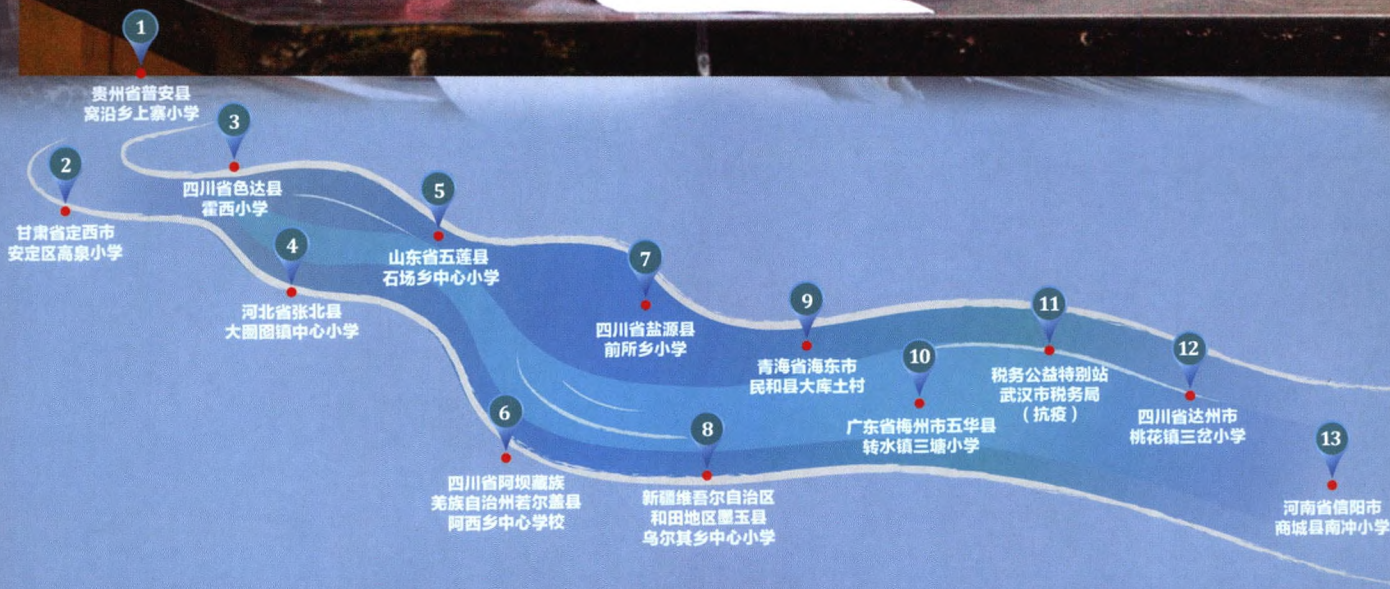 1
贵州省普安县
窝沿乡上寨小学
2
甘肃省定西市
安定区高泉小学
3
四川省色达县
霍西小学
4
河北省张北县
大囫囵镇中心小学
5
山东省五莲县
石场乡中心小学
6
四川省阿坝藏族
羌族自治州若尔盖县
阿西乡中心学校
7
四川省盐源县
前所乡小学
8
新疆维吾尔自治区
和田地区墨玉县
乌尔其乡中心小学
9
青海省海东市
民和县大库土村
10
广东省梅州市五华县
转水镇三塘小学
11
税务公益特别站
武汉市税务局
（抗疫）
12
四川省达州市
桃花镇三岔小学
13
河南省信阳市
商城县南冲小学